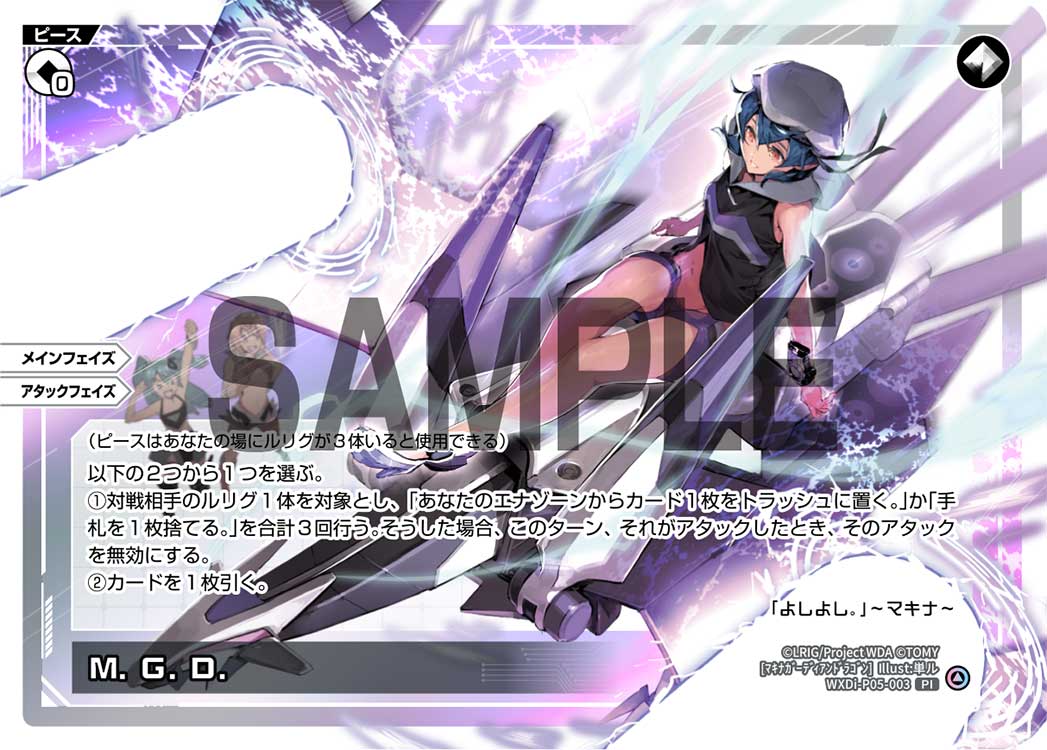 ピース
0
SAMPLE
メインフェイズ
アタックフェイズ
(ピースはあなたの場にルリグが3体いると使用できる)
以下の2つから1つを選ぶ。
①対戦相手のルリグ1体を対象とし、「あなたのエナゾーンからカード1枚をトラッシュに置く。」か「手
札を1枚捨てる。」を合計3回行う。そうした場合、このターン、それがアタックしたとき、そのアタック
を無効にする。
②カードを1枚引く。
「よしよし。」~マキナ~
M. G. D.
©LRIG/Project WDA ©TOMY
[マキナガーディアンドラゴン] Illust:単ル
WXDi-P05-003 PI